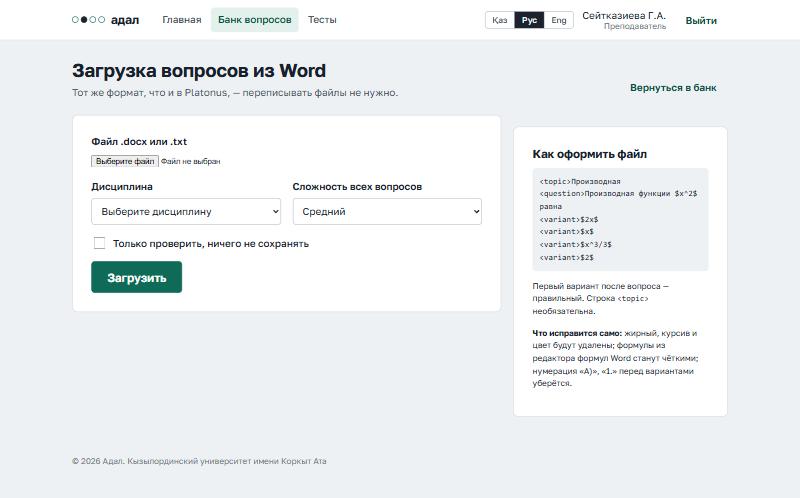 адал
Главная
Банк вопросов
Тесты
Қаз
Рус
Eng
Сейтказиева Г.А.
Преподаватель
Выйти
Загрузка вопросов из Word
Тот же формат, что и в Platonus, — переписывать файлы не нужно.
Вернуться в банк
Файл .docx или .txt
Выберите файл Файл не выбран
Дисциплина
Сложность всех вопросов
Выберите дисциплину
Средний
Только проверить, ничего не сохранять
Загрузить
Как оформить файл
<topic>Производная
<question>Производная функции $x^2$
равна
<variant>$2x$
<variant>$x$
<variant>$x^3/3$
<variant>$2$
Первый вариант после вопроса —
правильный. Строка <topic>
необязательна.
Что исправится само: жирный, курсив и
цвет будут удалены; формулы из
редактора формул Word станут чёткими;
нумерация «A)», «1.» перед вариантами
уберётся.
© 2026 Адал. Кызылординский университет имени Коркыт Ата